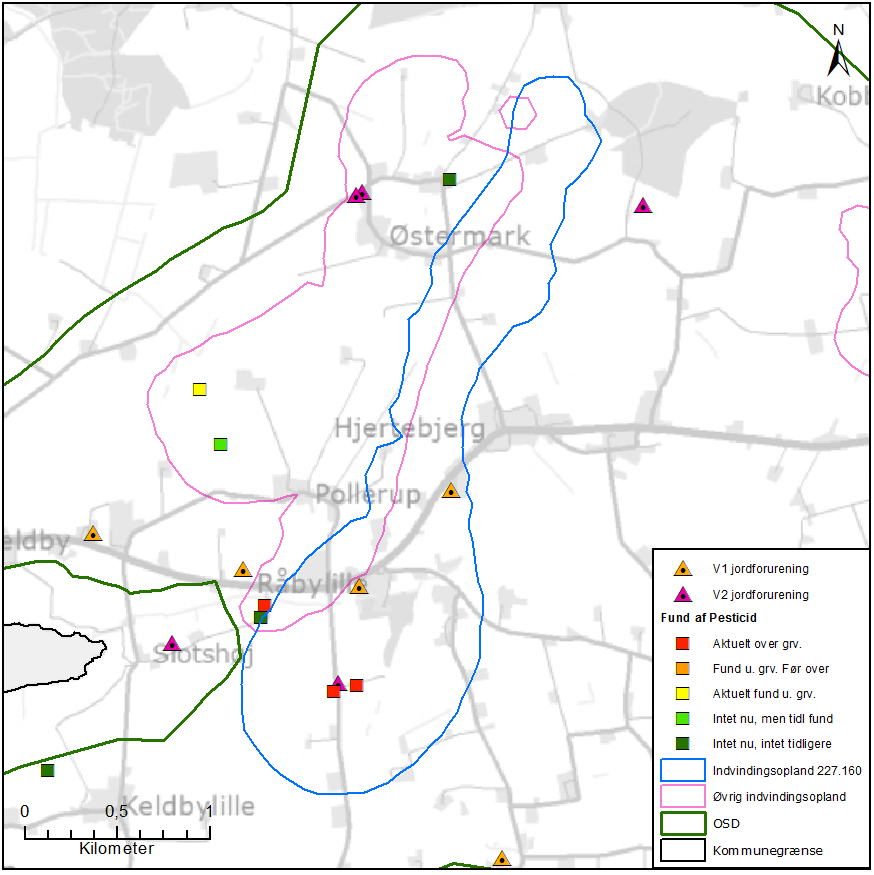 N
Kobb
Østermark
Hjertebjerg
Pollerup
eldby
Råbylille
Slotshøj
Keldbylille
0 0,5 1
Kilometer
V1 jordforurening
V2 jordforurening
Fund af Pesticid
Aktuelt over grv.
Fund u. grv. Før over
Aktuelt fund u. grv.
Intet nu, men tidl fund
Intet nu, intet tidligere
Indvindingsopland 227.160
Øvrig indvindingsopland
OSD
Kommunegrænse